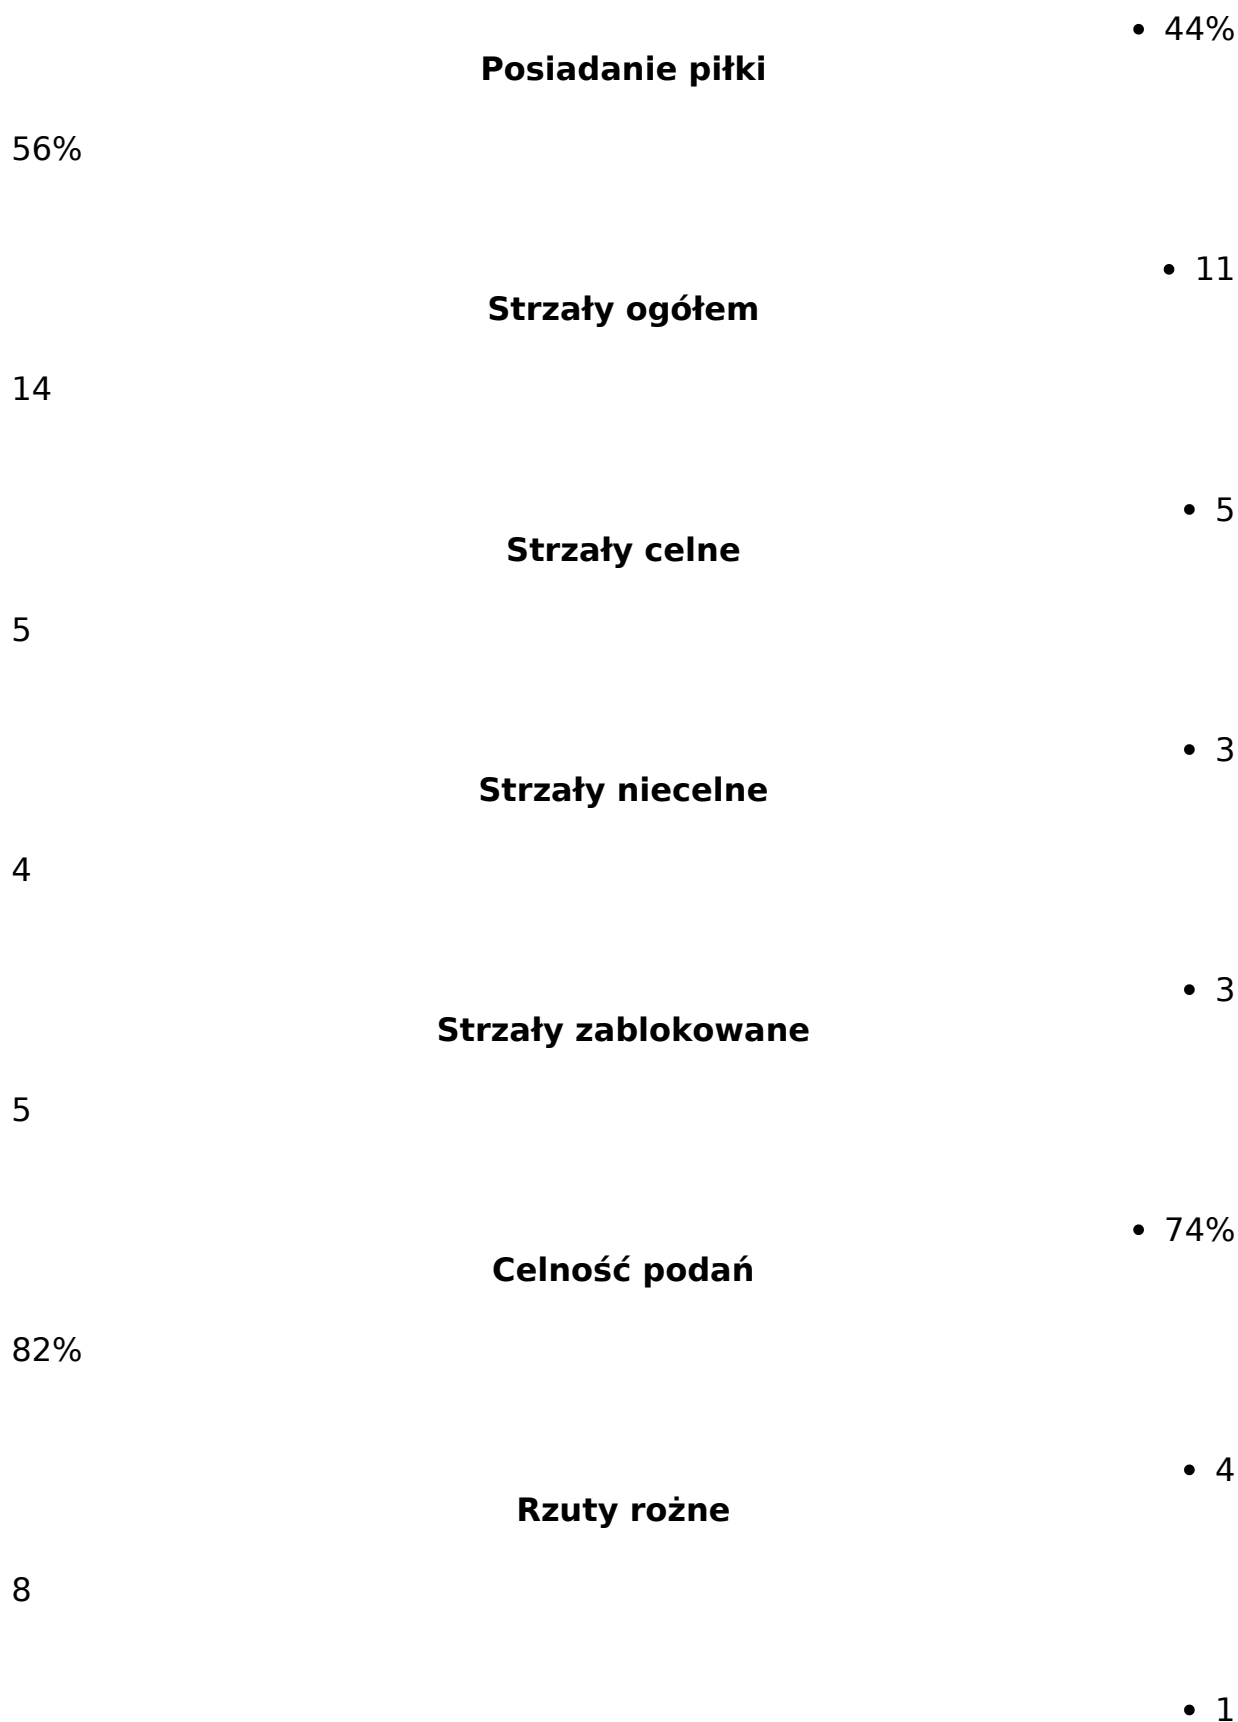 • 44%
Posiadanie piłki
56%
• 11
Strzały ogółem
14
• 5
Strzały celne
5
• 3
Strzały niecelne
4
• 3
Strzały zablokowane
5
• 74%
Celność podań
82%
• 4
Rzuty rożne
8
• 1